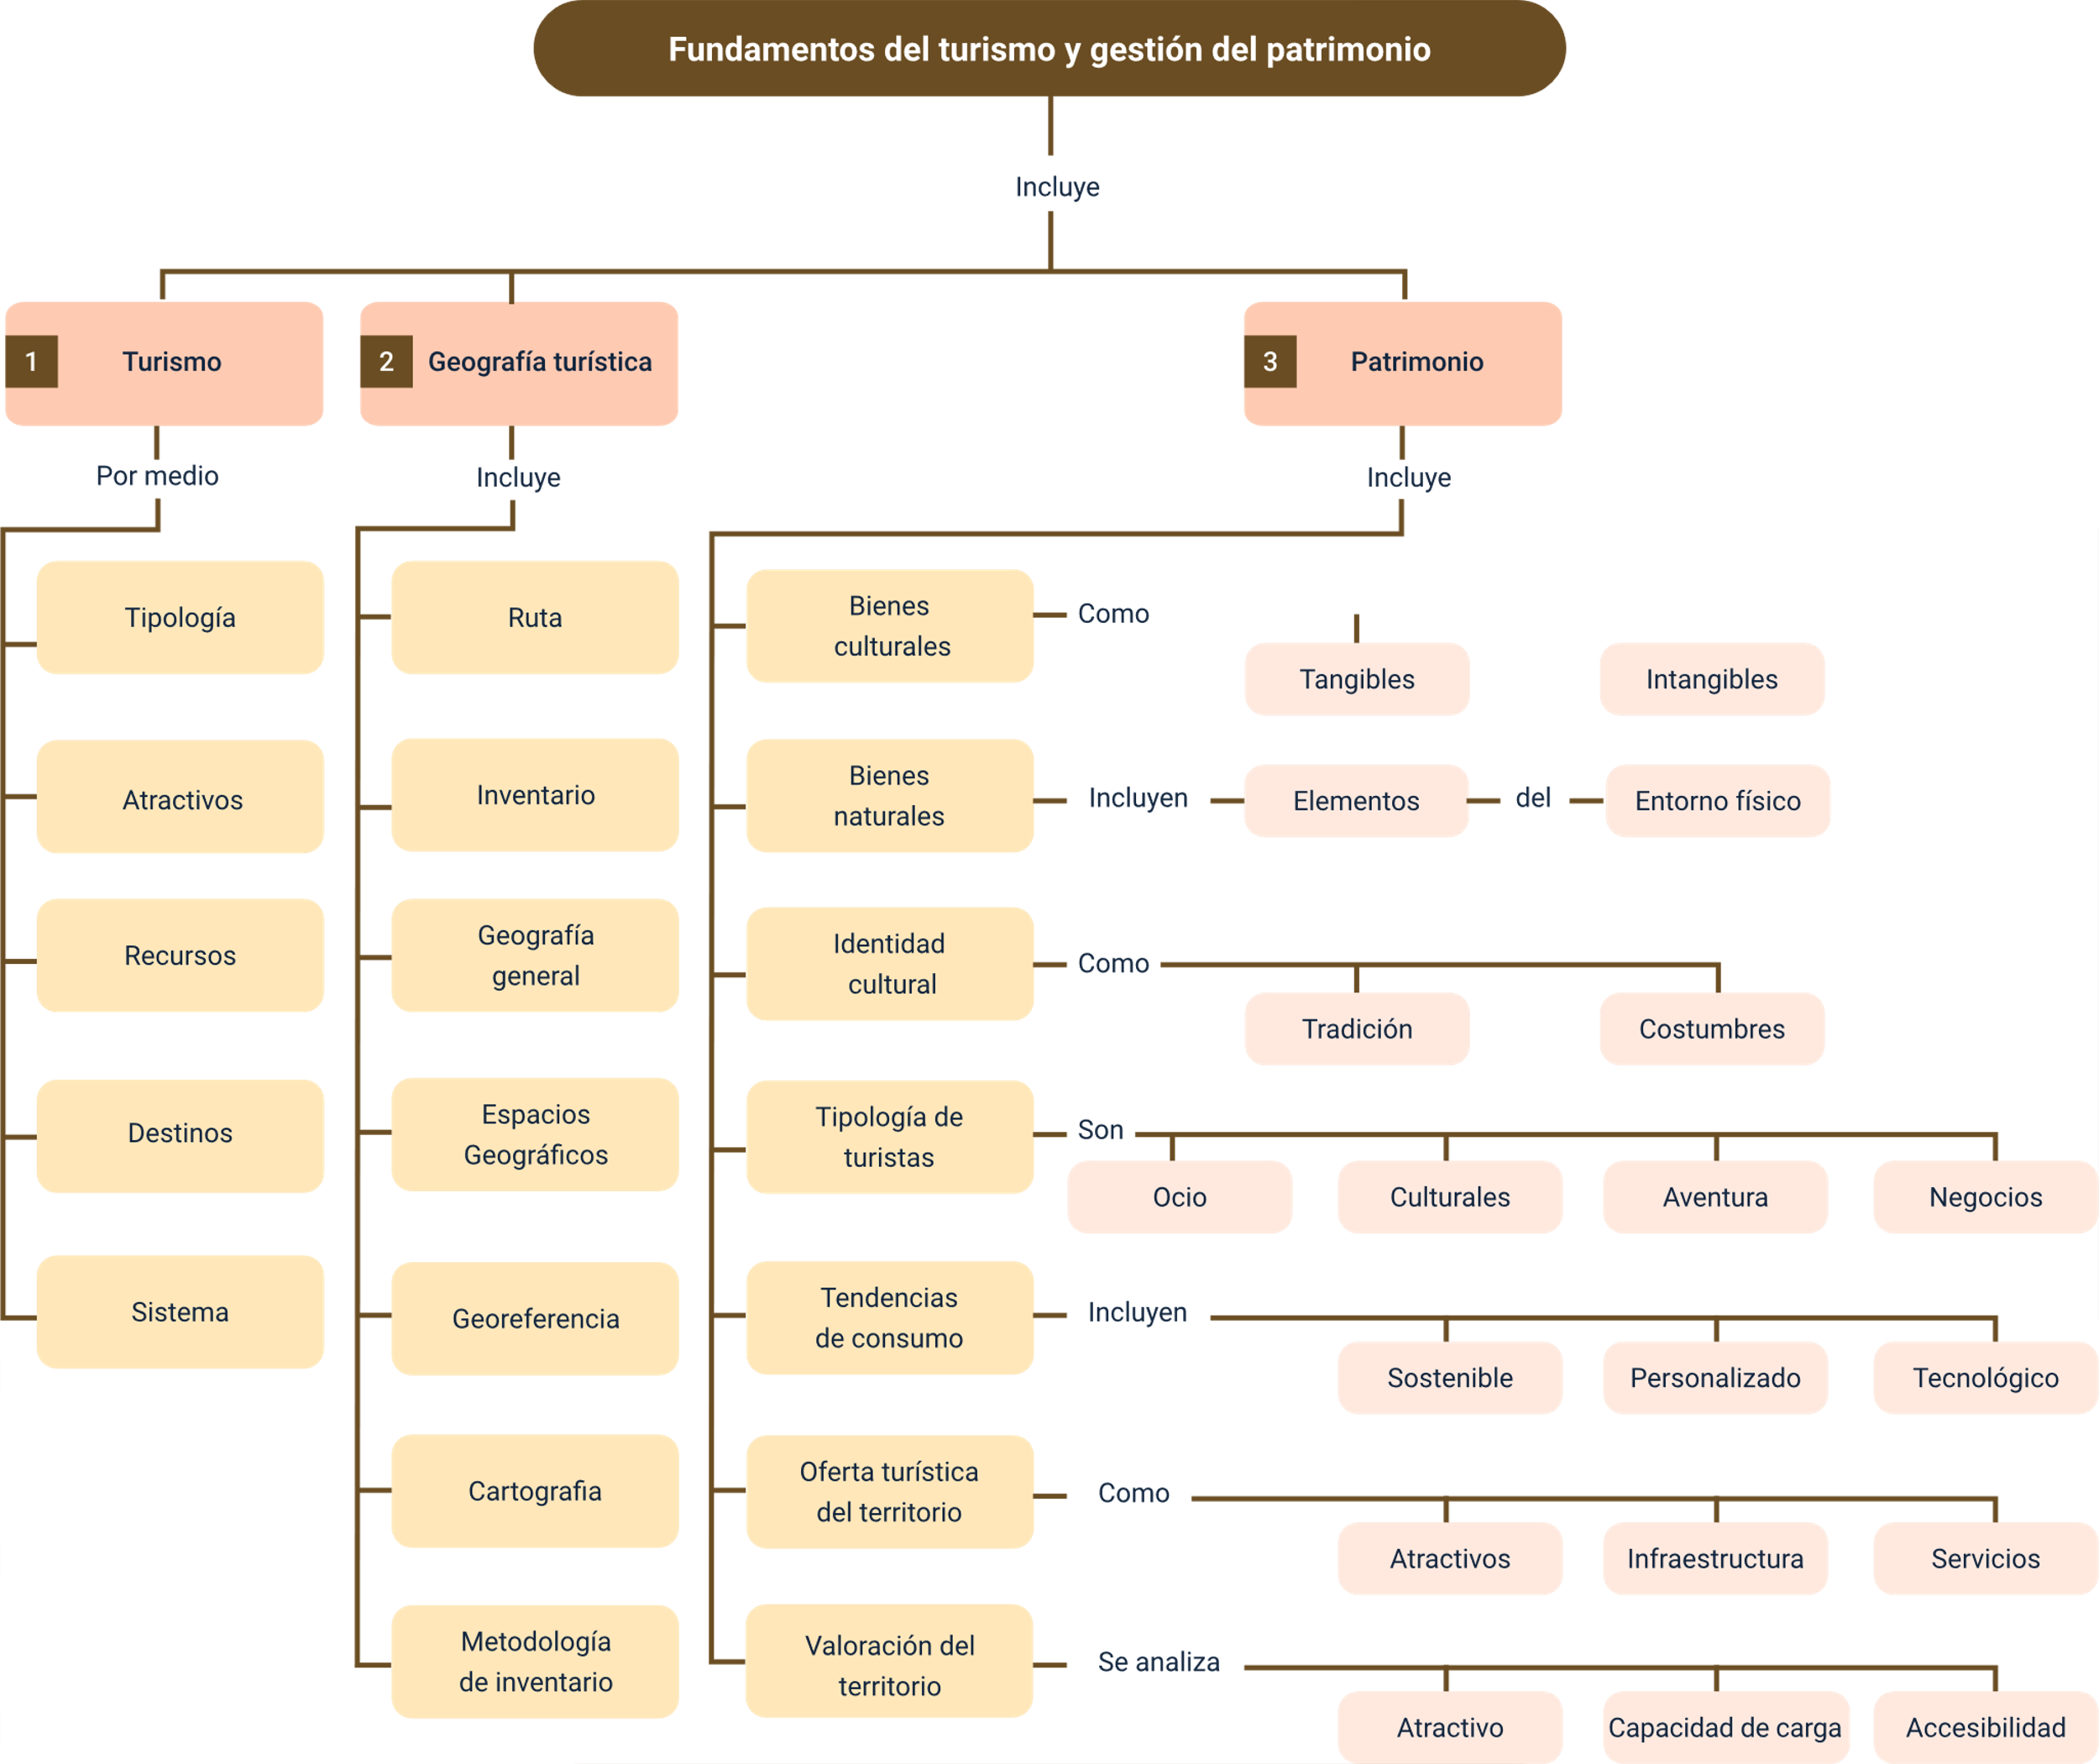 Fundamentos del turismo y gestión del patrimonio
Incluye
1
Turismo
2
Geografía turística
3
Patrimonio
Por medio
Incluye
Incluye
Tipología
Atractivos
Recursos
Destinos
Sistema
Ruta
Inventario
Geografía
general
Espacios
Geográficos
Georeferencia
Cartografia
Metodología
de inventario
Bienes
culturales
Como
Tangibles
Intangibles
Bienes
naturales
Incluyen
Elementos
del
Entorno físico
Identidad
cultural
Como
Tradición
Costumbres
Tipología de
turistas
Son
Ocio
Culturales
Aventura
Negocios
Tendencias
de consumo
Incluyen
Sostenible
Personalizado
Tecnológico
Oferta turística
del territorio
Como
Atractivos
Infraestructura
Servicios
Valoración del
territorio
Se analiza
Atractivo
Capacidad de carga
Accesibilidad